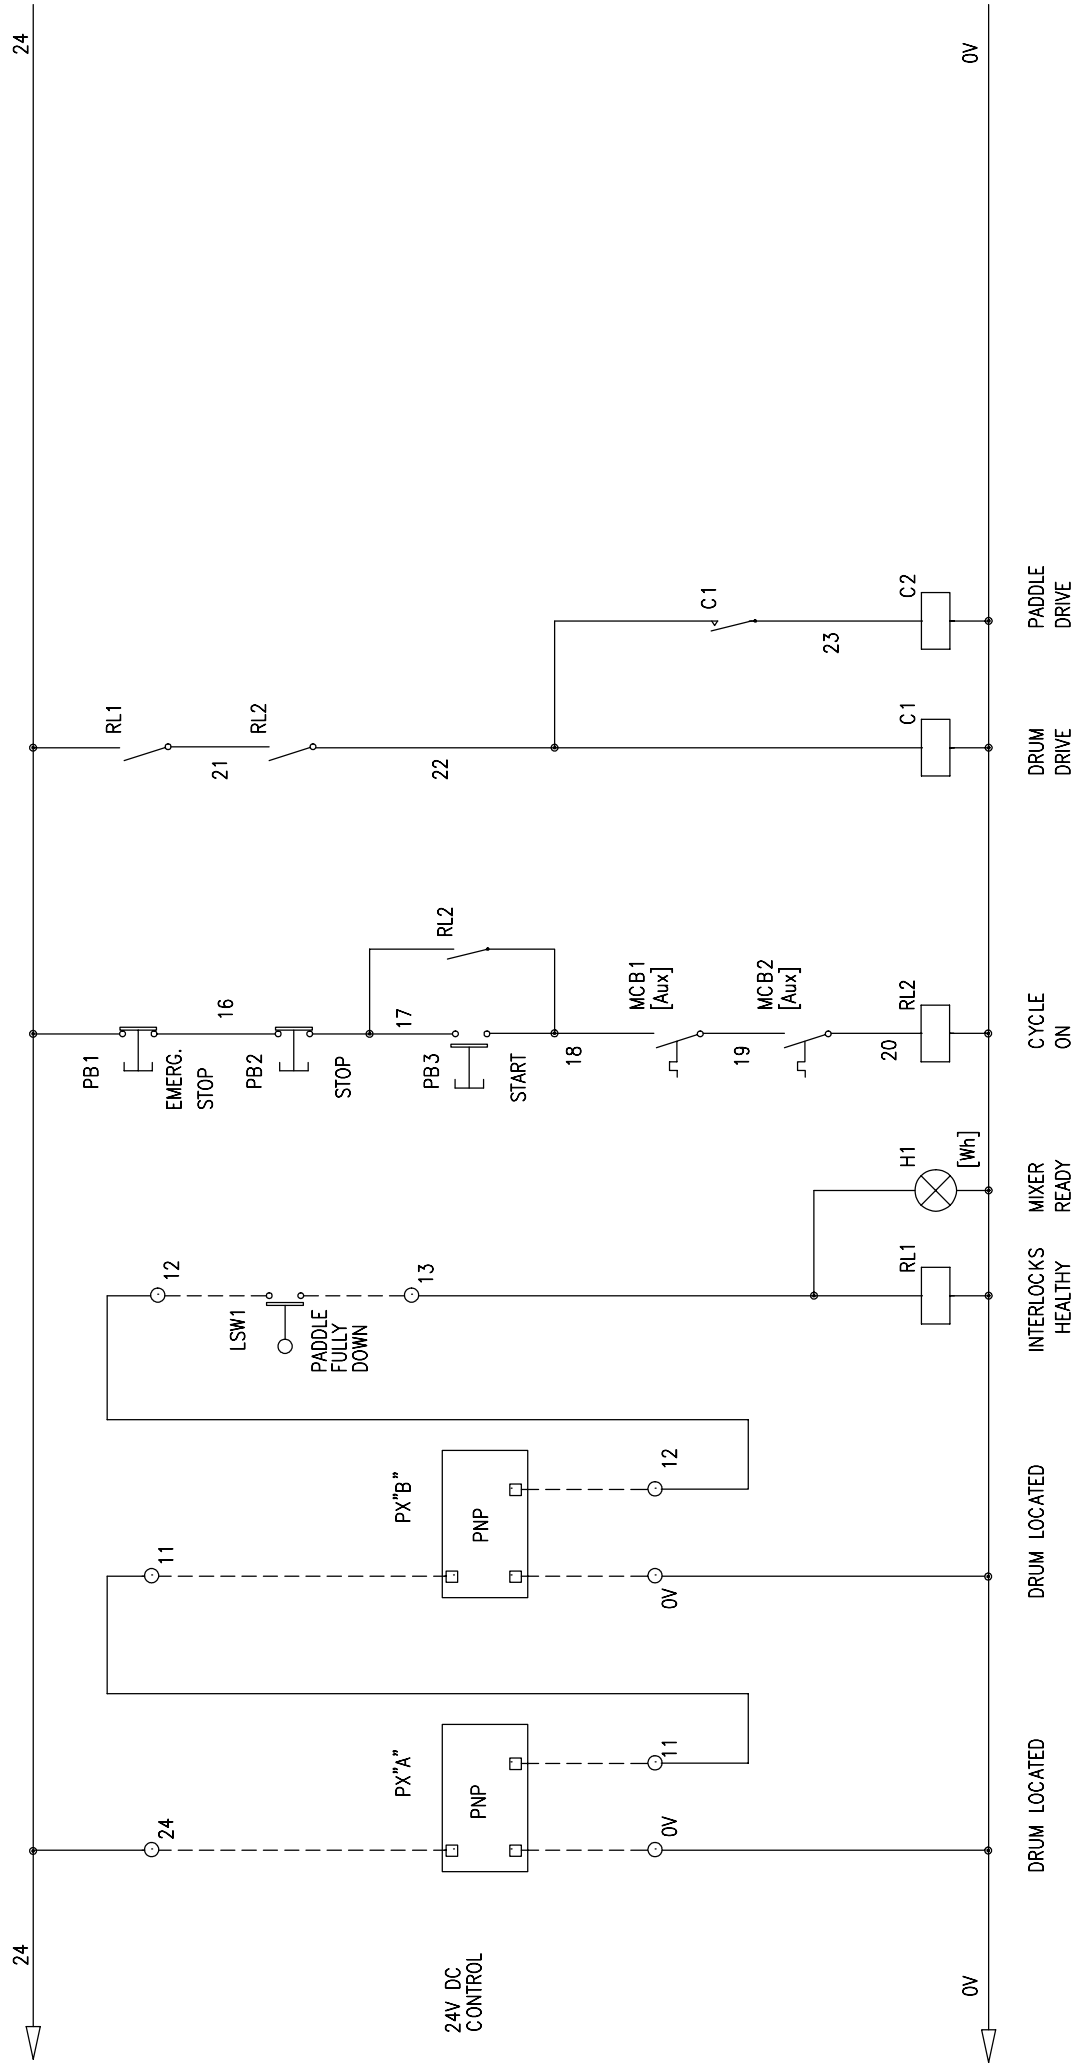 24
24
24V DC
CONTROL
24
PX"A"
PNP
11
0V
11
PX"B"
PNP
12
0V
12
LSW1
PADDLE
FULLY
DOWN
13
RL1
H1
[Wh]
PB1
EMERG.
STOP
16
PB2
STOP
17
RL2
PB3
START
18
MCB1
[Aux]
19
MCB2
[Aux]
20
RL2
RL1
21
RL2
22
C1
C1
23
C2
0V
0V
DRUM LOCATED
DRUM LOCATED
INTERLOCKS
HEALTHY
MIXER
READY
CYCLE
ON
DRUM
DRIVE
PADDLE
DRIVE